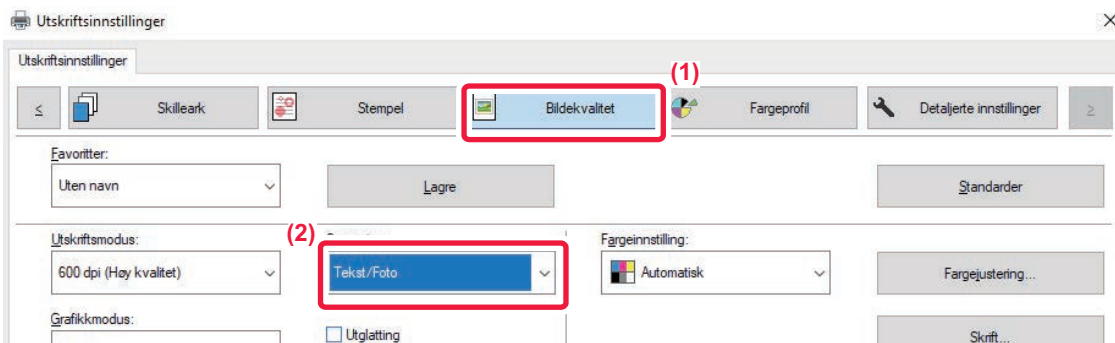 Utskriftsinnstillinger
Utskriftsinnstillinger
(1)
≤ Skilleark Stempel Bildekvalitet Fargeprofil Detaljerte innstillinger ≥
Favoritter:
Uten navn Lagre Standarder
Utskriftsmodus: (2) Fargeinnstilling:
600 dpi (Høy kvalitet) Tekst/Foto Automatisk Fargejustering...
Grafikkmodus:
Utglatting Skrift...